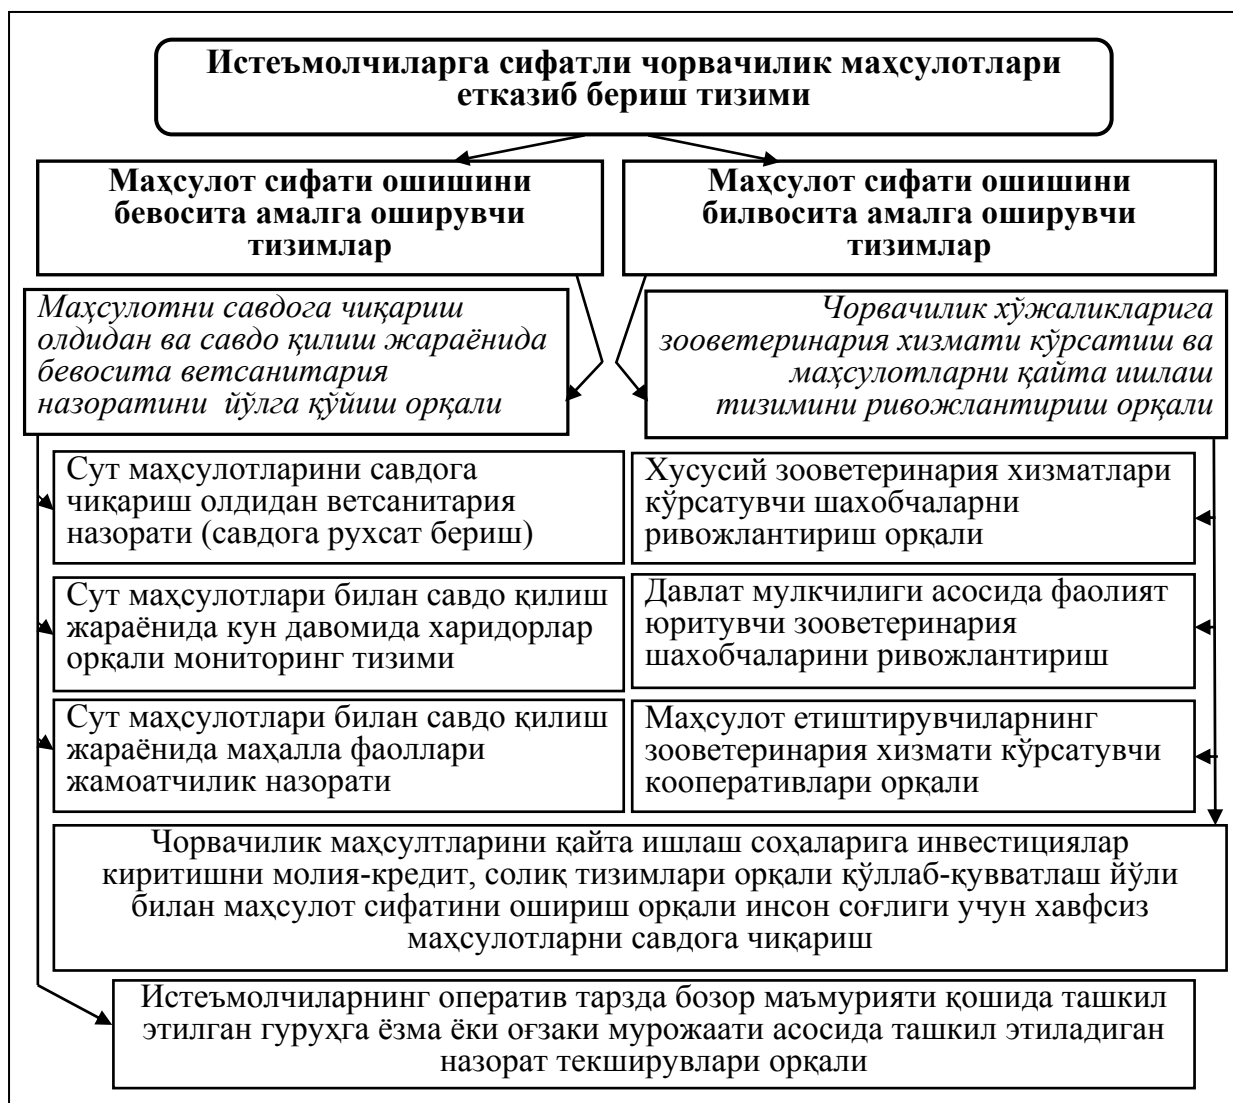 Истеъмолчиларга сифатли чорвачилик маҳсулотлари
етказиб бериш тизими
Маҳсулот сифати ошишини
бевосита амалга оширувчи
тизимлар
Маҳсулот сифати ошишини
билвосита амалга оширувчи
тизимлар
Маҳсулотни савдога чиқариш
олдидан ва савдо қилиш жараёнида
бевосита ветсанитария
назоратини йўлга қўйиш орқали
Чорвачилик хўжаликларига
зооветеринария хизмати кўрсатиш ва
маҳсулотларни қайта ишлаш
тизимини ривожлантириш орқали
Сут маҳсулотларини савдога
чиқариш олдидан ветсанитария
назорати (савдога рухсат бериш)
Хусусий зооветеринария хизматлари
кўрсатувчи шахобчаларни
ривожлантириш орқали
Сут маҳсулотлари билан савдо қилиш
жараёнида кун давомида харидорлар
орқали мониторинг тизими
Давлат мулкчилиги асосида фаолият
юритувчи зооветеринария
шахобчаларини ривожлантириш
Сут маҳсулотлари билан савдо қилиш
жараёнида маҳалла фаоллари
жамоатчилик назорати
Маҳсулот етиштирувчиларнинг
зооветеринария хизмати кўрсатувчи
кооперативлари орқали
Чорвачилик маҳсултларини қайта ишлаш соҳаларига инвестициялар
киритишни молия-кредит, солиқ тизимлари орқали қўллаб-қувватлаш йўли
билан маҳсулот сифатини ошириш орқали инсон соғлиги учун хавфсиз
маҳсулотларни савдога чиқариш
Истеъмолчиларнинг оператив тарзда бозор маъмурияти қошида ташкил
этилган гуруҳга ёзма ёки оғзаки мурожаати асосида ташкил этиладиган
назорат текширувлари орқали